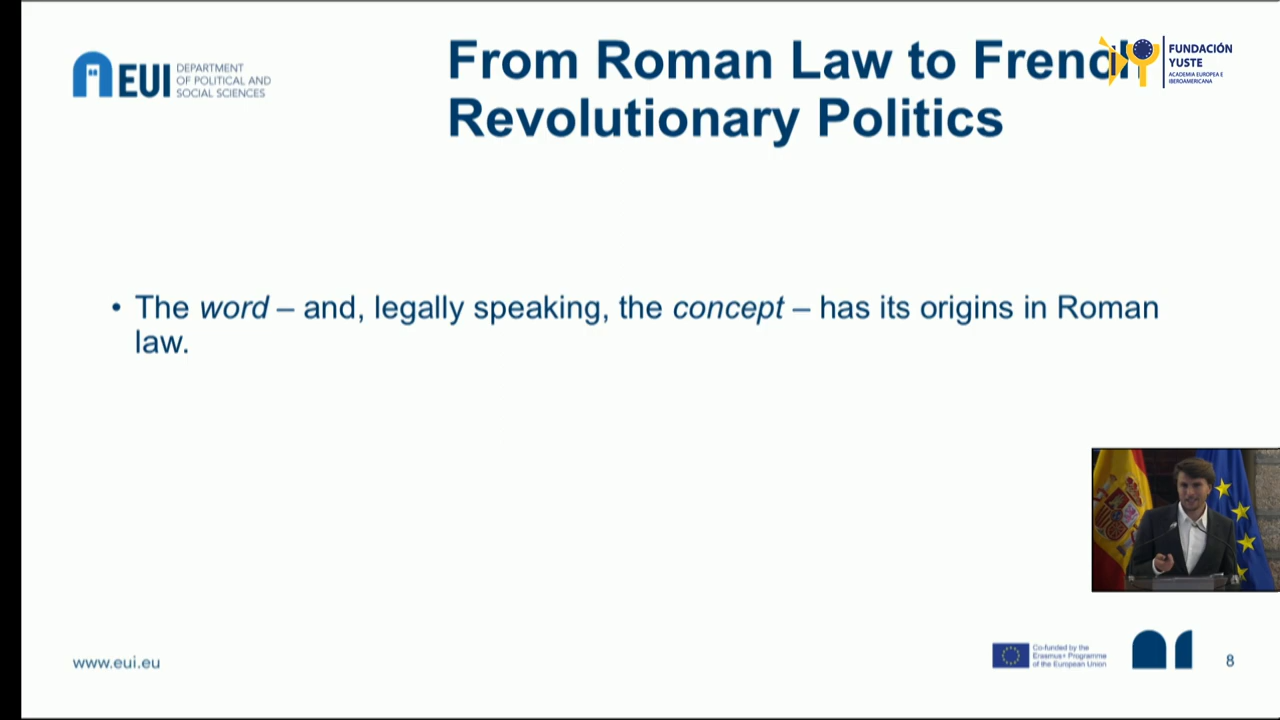 AEUI
DEPARTMENT
OF POLITICAL AND
SOCIAL SCIENCES
From Roman Law to French
Revolutionary Politics
FUNDACIÓN
YUSTE
ACADEMIA EUROPEA E
IBEROAMERICANA
• The word – and, legally speaking, the concept – has its origins in Roman
law.
www.eui.eu
Co-funded by the
Erasmus+ Programme
of the European Union
8